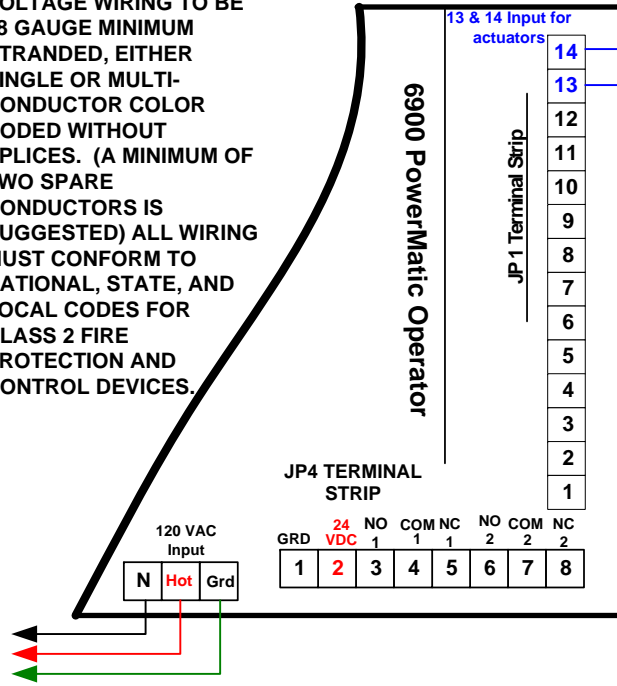 OLTAGE WIRING TO BE
8 GAUGE MINIMUM
TRANDED, EITHER
INGLE OR MULTI-
ONDUCTOR COLOR
ODED WITHOUT
PLICES. (A MINIMUM OF
WO SPARE
ONDUCTORS IS
UGGESTED) ALL WIRING
UST CONFORM TO
ATIONAL, STATE, AND
OCAL CODES FOR
LASS 2 FIRE
ROTECTION AND
ONTROL DEVICES.
13 & 14 Input for
actuators
6900 PowerMatic Operator
JP 1 Terminal Strip
14
13
12
11
10
9
8
7
6
5
4
3
2
1
JP4 TERMINAL
STRIP
GRD 24 VDC NO 1 COM 1 NC 1 NO 2 COM 2 NC 2
1 2 3 4 5 6 7 8
120 VAC
Input
N Hot Grd